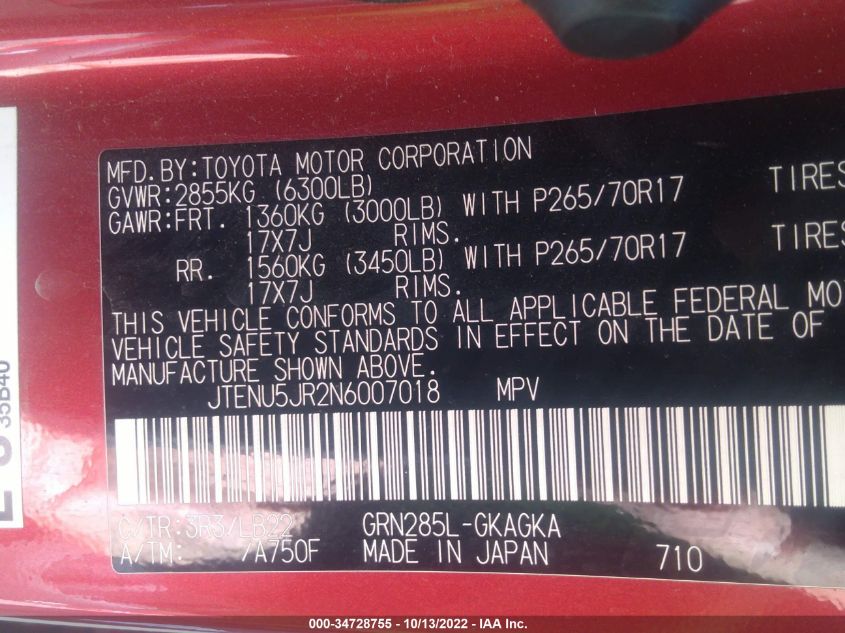 MFD.BY:TOYOTA MOTOR CORPORATION
GVWR:2855KG (6300LB)
GAWR:FRT. 1360KG (3000LB) WITH P265/70R17 TIRES
17X7J RIMS.
RR. 1560KG (3450LB) WITH P265/70R17 TIRES
17X7J RIMS.
THIS VEHICLE CONFORMS TO ALL APPLICABLE FEDERAL MO
VEHICLE SAFETY STANDARDS IN EFFECT ON THE DATE OF
MANUFACTURE SHOWN ABOVE.
JTENU5JR2N6007018 MPV
C/TR:3R3/LB22 GRN285L-GKAGKA
A/TM: /A750F MADE IN JAPAN 710
35B40
000-34728755 - 10/13/2022 - IAA Inc.